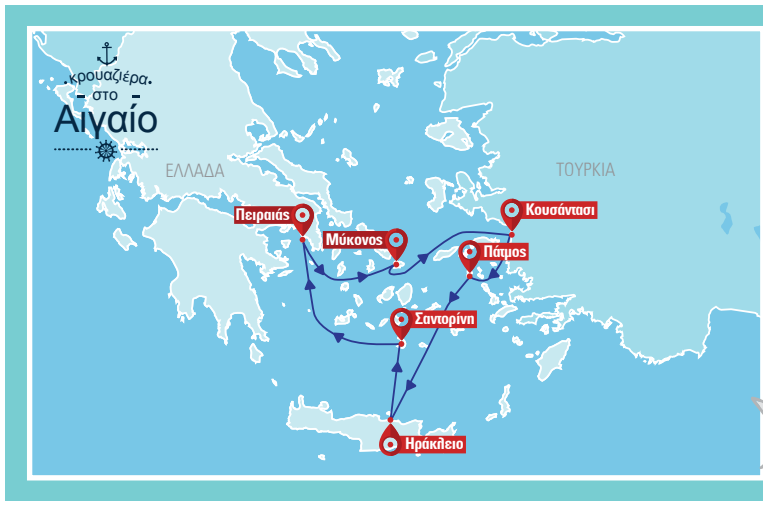 κρουαζιέρα
στο
Αιγαίο
ΕΛΛΑΔΑ
ΤΟΥΡΚΙΑ
Πειραιάς
Μύκονος
Κουσάντασι
Πάτμος
Σαντορίνη
Ηράκλειο